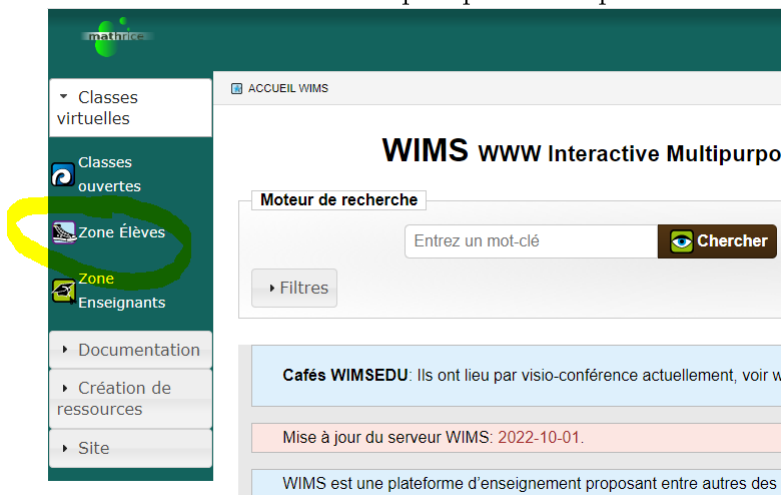 mathrice
Classes
virtuelles
Classes
ouvertes
Zone Élèves
Zone
Enseignants
Documentation
Création de
ressources
Site
ACCUEIL WIMS
WIMS WWW Interactive Multipurpo
Moteur de recherche
Entrez un mot-clé
Chercher
Filtres
Cafés WIMSEDU: Ils ont lieu par visio-conférence actuellement, voir w
Mise à jour du serveur WIMS: 2022-10-01.
WIMS est une plateforme d'enseignement proposant entre autres des